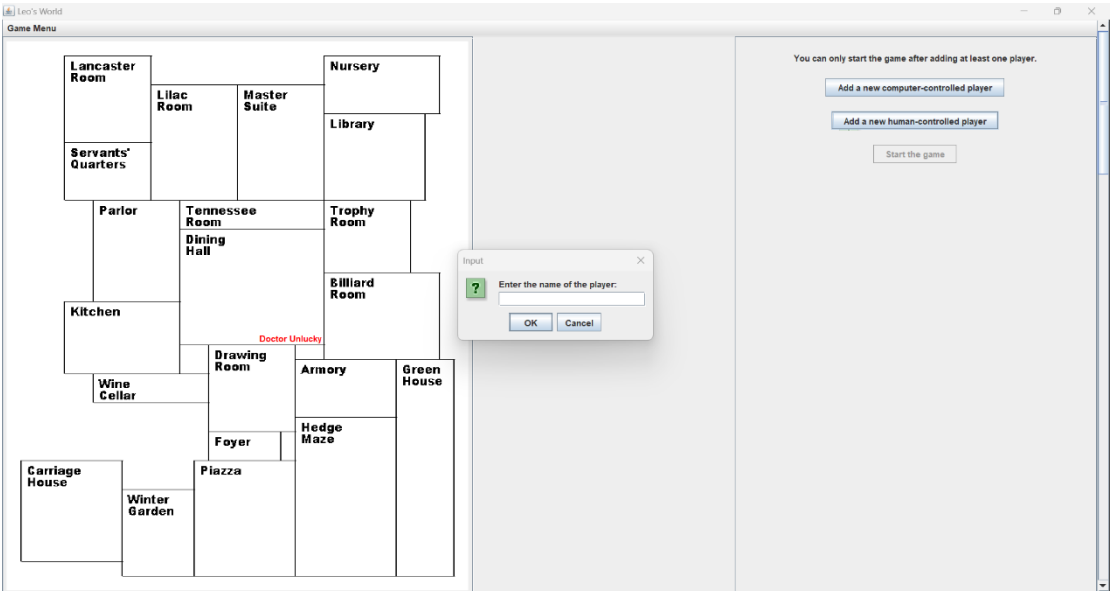 Leo's World
Game Menu
Lancaster
Room
Nursery
Lilac
Room
Master
Suite
Library
Servants'
Quarters
Parlor
Tennessee
Room
Trophy
Room
Dining
Hall
Billiard
Room
Kitchen
Doctor Unlucky
Drawing
Room
Armory
Green
House
Wine
Cellar
Hedge
Maze
Foyer
Carriage
House
Piazza
Winter
Garden
Input
?
Enter the name of the player:
OK
Cancel
You can only start the game after adding at least one player.
Add a new computer-controlled player
Add a new human-controlled player
Start the game